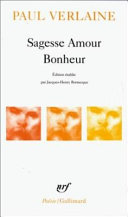 PAUL VERLAINE
Sagesse Amour
Bonheur
Édition établie
par Jacques-Henry Bornecque
nrf
Poésie/Gallimard